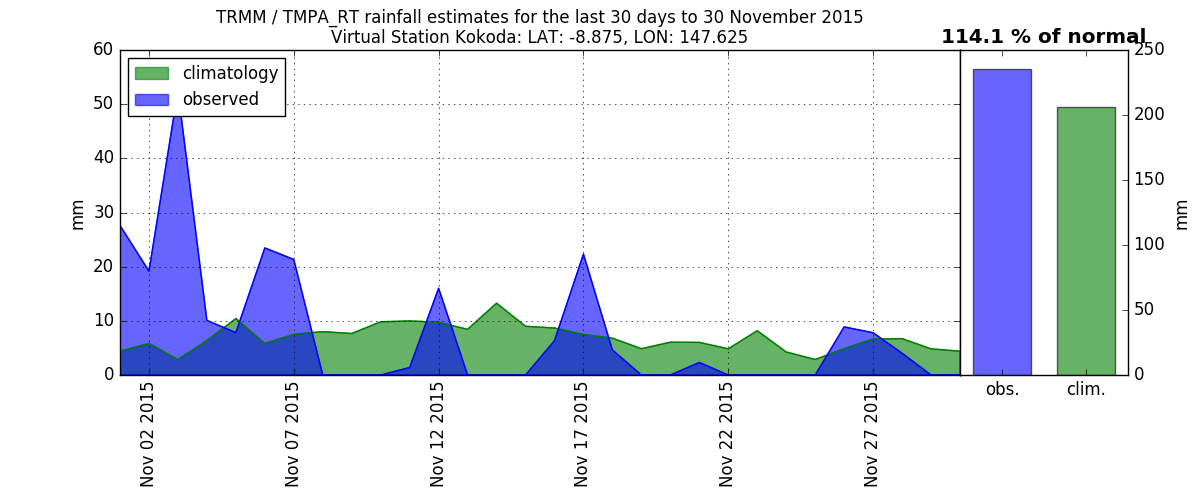 TRMM / TMPA_RT rainfall estimates for the last 30 days to 30 November 2015
Virtual Station Kokoda: LAT: -8.875, LON: 147.625
114.1 % of normal
climatology
observed
60
50
40
30
20
10
0
mm
Nov 02 2015
Nov 07 2015
Nov 12 2015
Nov 17 2015
Nov 22 2015
Nov 27 2015
250
200
150
100
50
0
mm
obs.
clim.